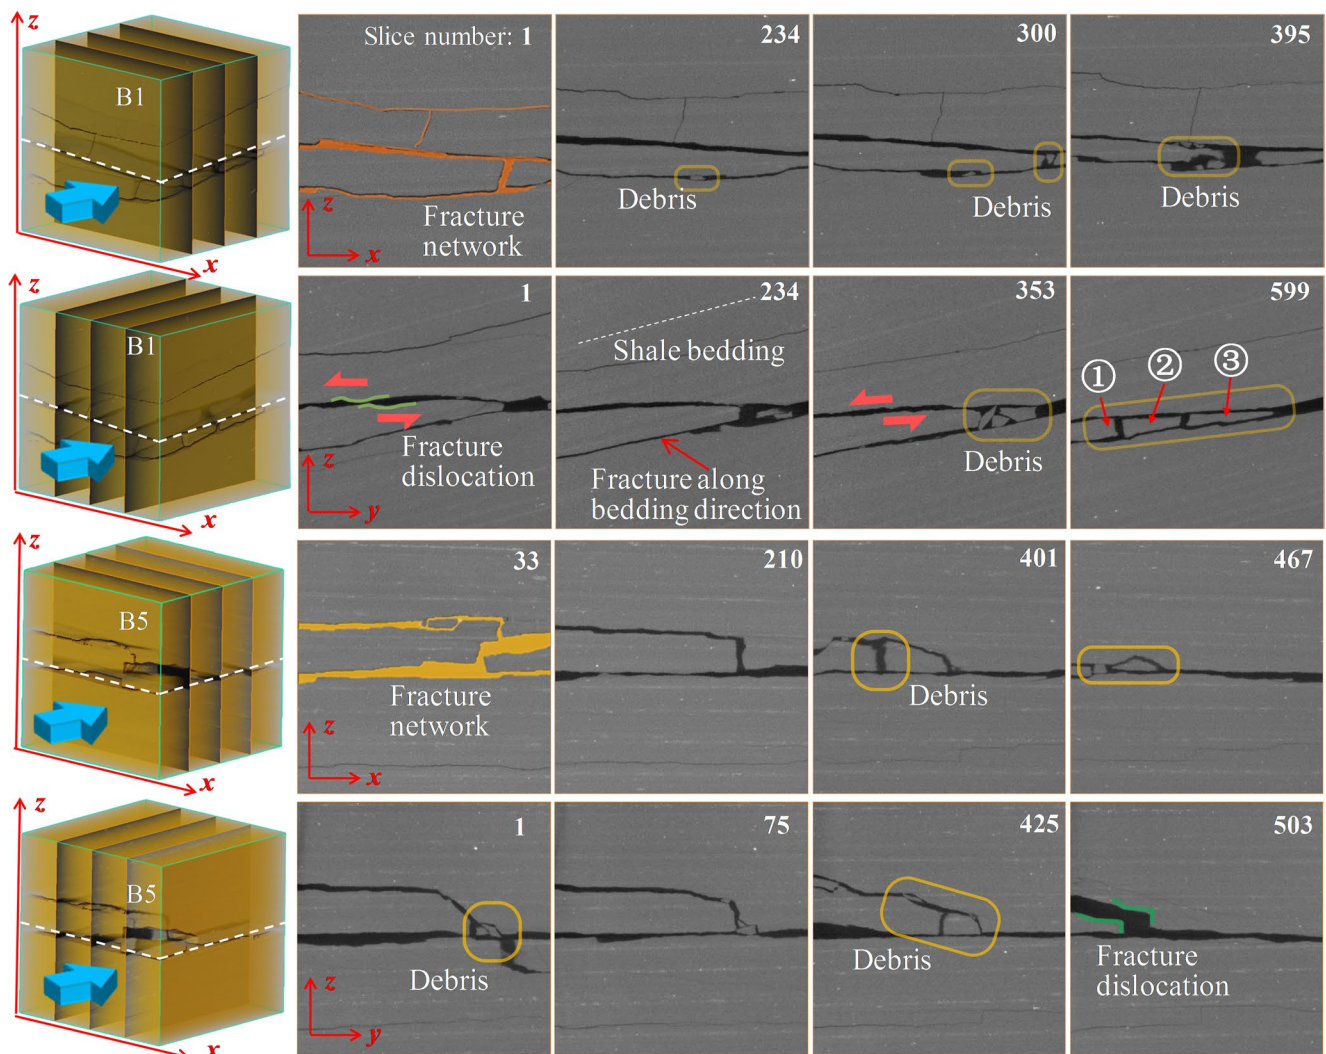 z
B1
x
Slice number: 1
Fracture
network
z
x
234
Debris
300
Debris
395
Debris
z
B1
x
1
Fracture
dislocation
z
y
234
Shale bedding
Fracture along
bedding direction
353
Debris
599
①
②
③
z
B5
x
33
Fracture
network
z
x
210
401
Debris
467
z
B5
x
1
Debris
z
y
75
425
Debris
503
Fracture
dislocation